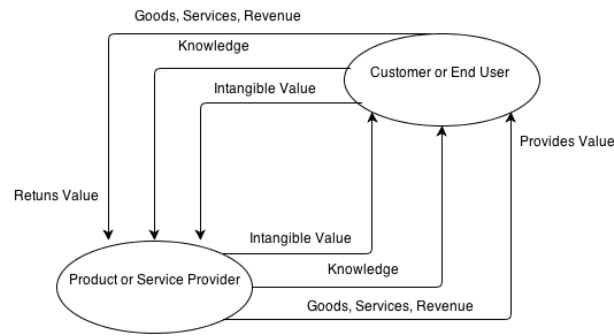 Goods, Services, Revenue
Knowledge
Customer or End User
Intangible Value
Provides Value
Retuns Value
Intangible Value
Knowledge
Product or Service Provider
Goods, Services, Revenue